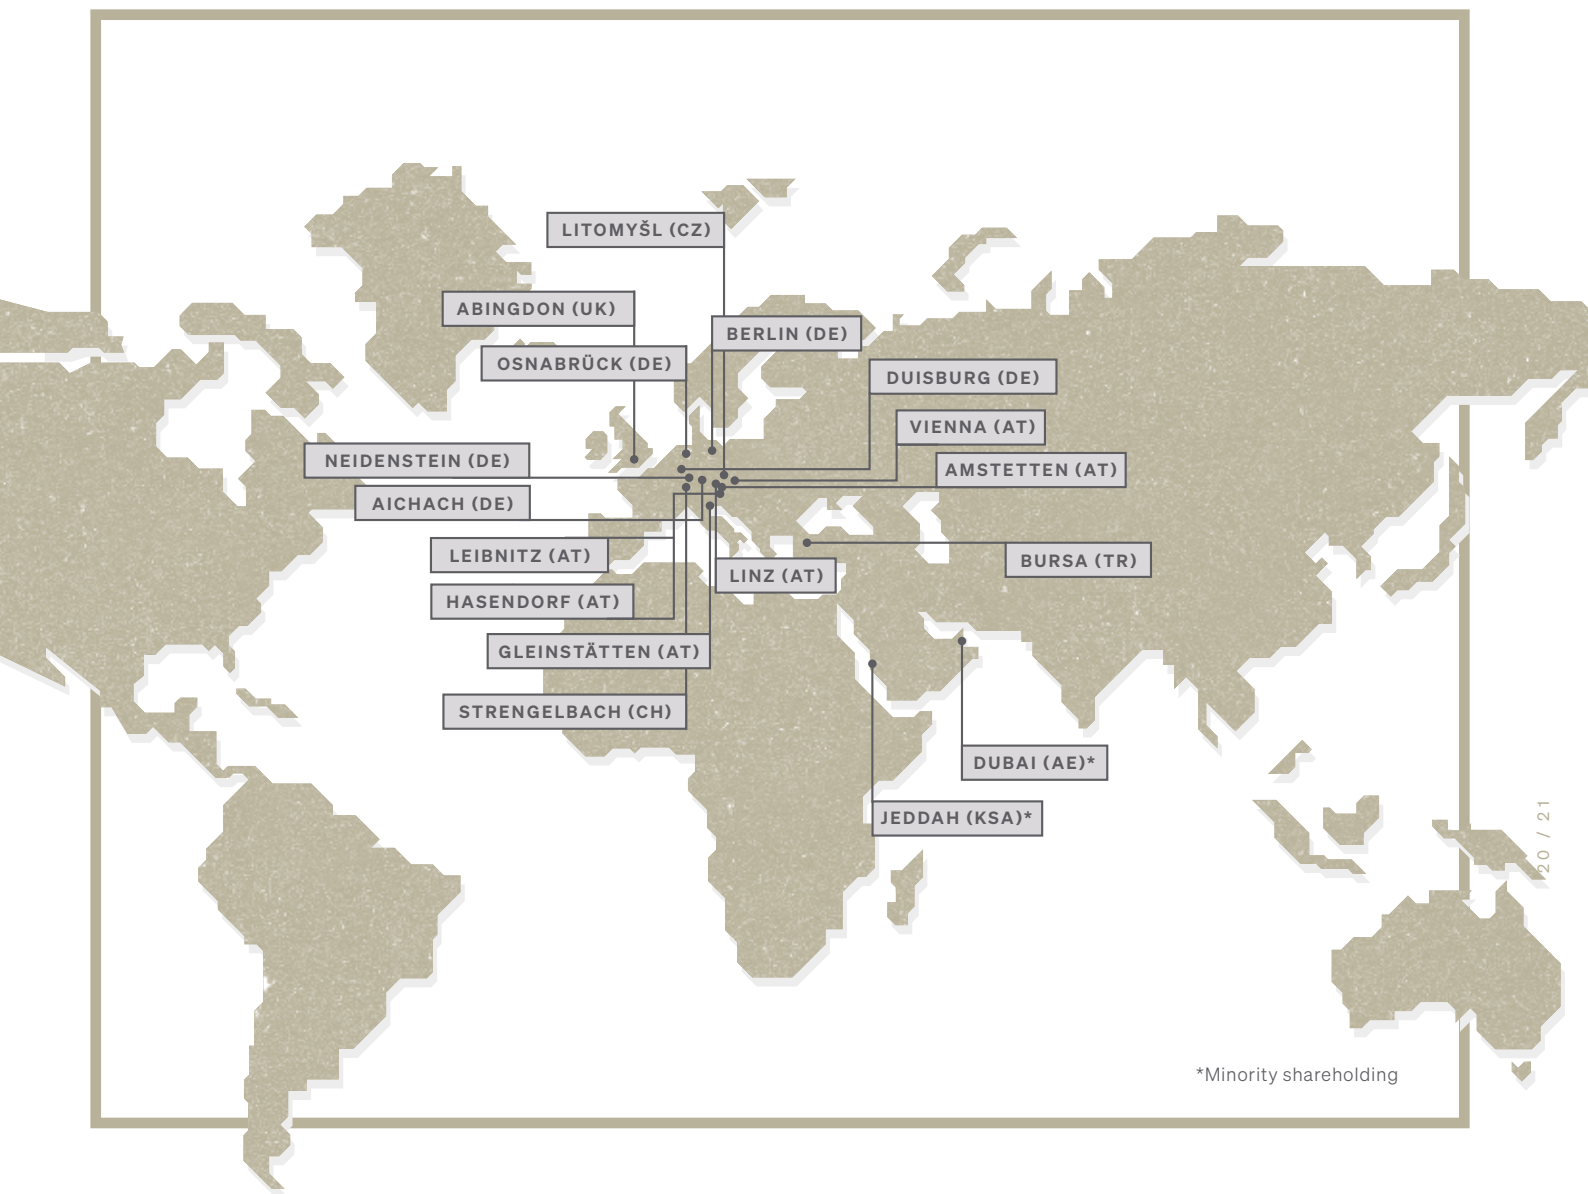 LITOMYŠL (CZ)
ABINGDON (UK)
BERLIN (DE)
OSNABRÜCK (DE)
DUISBURG (DE)
VIENNA (AT)
NEIDENSTEIN (DE)
AMSTETTEN (AT)
AICHACH (DE)
LEIBNITZ (AT)
BURSA (TR)
LINZ (AT)
HASENDORF (AT)
GLEINSTÄTTEN (AT)
STRENGELBACH (CH)
DUBAI (AE)*
JEDDAH (KSA)*
20 / 21
*Minority shareholding